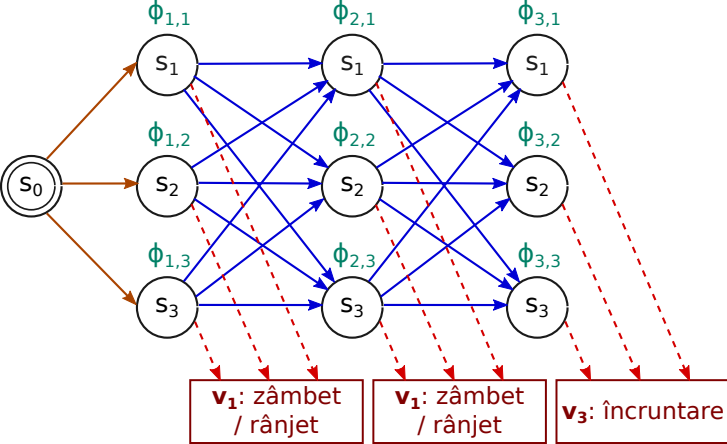 ϕ1,1 ϕ2,1 ϕ3,1
s1 s1 s1
ϕ1,2 ϕ2,2 ϕ3,2
s0 s2 s2 s2
ϕ1,3 ϕ2,3 ϕ3,3
s3 s3 s3
v1: zâmbet
/ rânjet
v1: zâmbet
/ rânjet
v3: încruntare